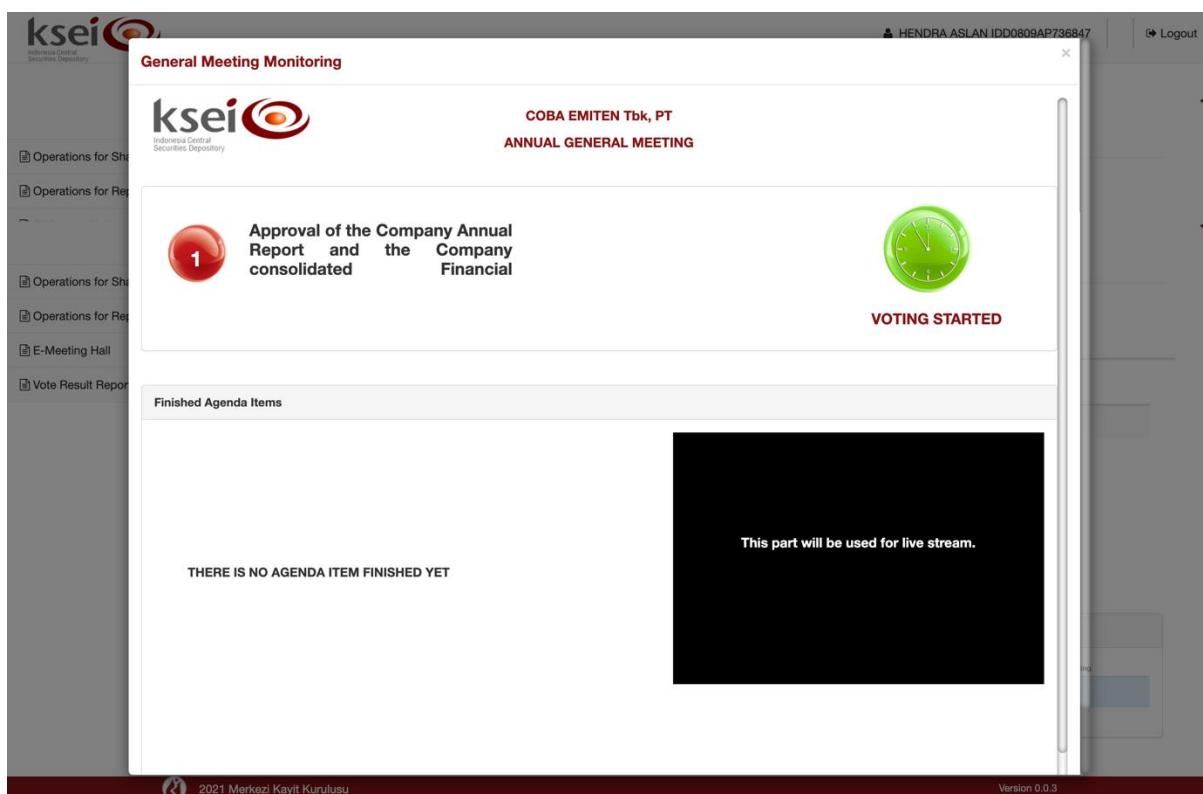 ksei
Indonesia Central
Securities Depository
HENDRA ASLAN IDD0809AP736847
Logout
General Meeting Monitoring
×
ksei
Indonesia Central
Securities Depository
COBA EMITEN Tbk, PT
ANNUAL GENERAL MEETING
Operations for Sha
Operations for Rep
1
Approval of the Company Annual
Report and the Company
consolidated Financial
VOTING STARTED
Operations for Sha
Operations for Rep
E-Meeting Hall
Vote Result Repor
Finished Agenda Items
THERE IS NO AGENDA ITEM FINISHED YET
This part will be used for live stream.
ing
2021 Merkezi Kayit Kurulusu
Version 0.0.3